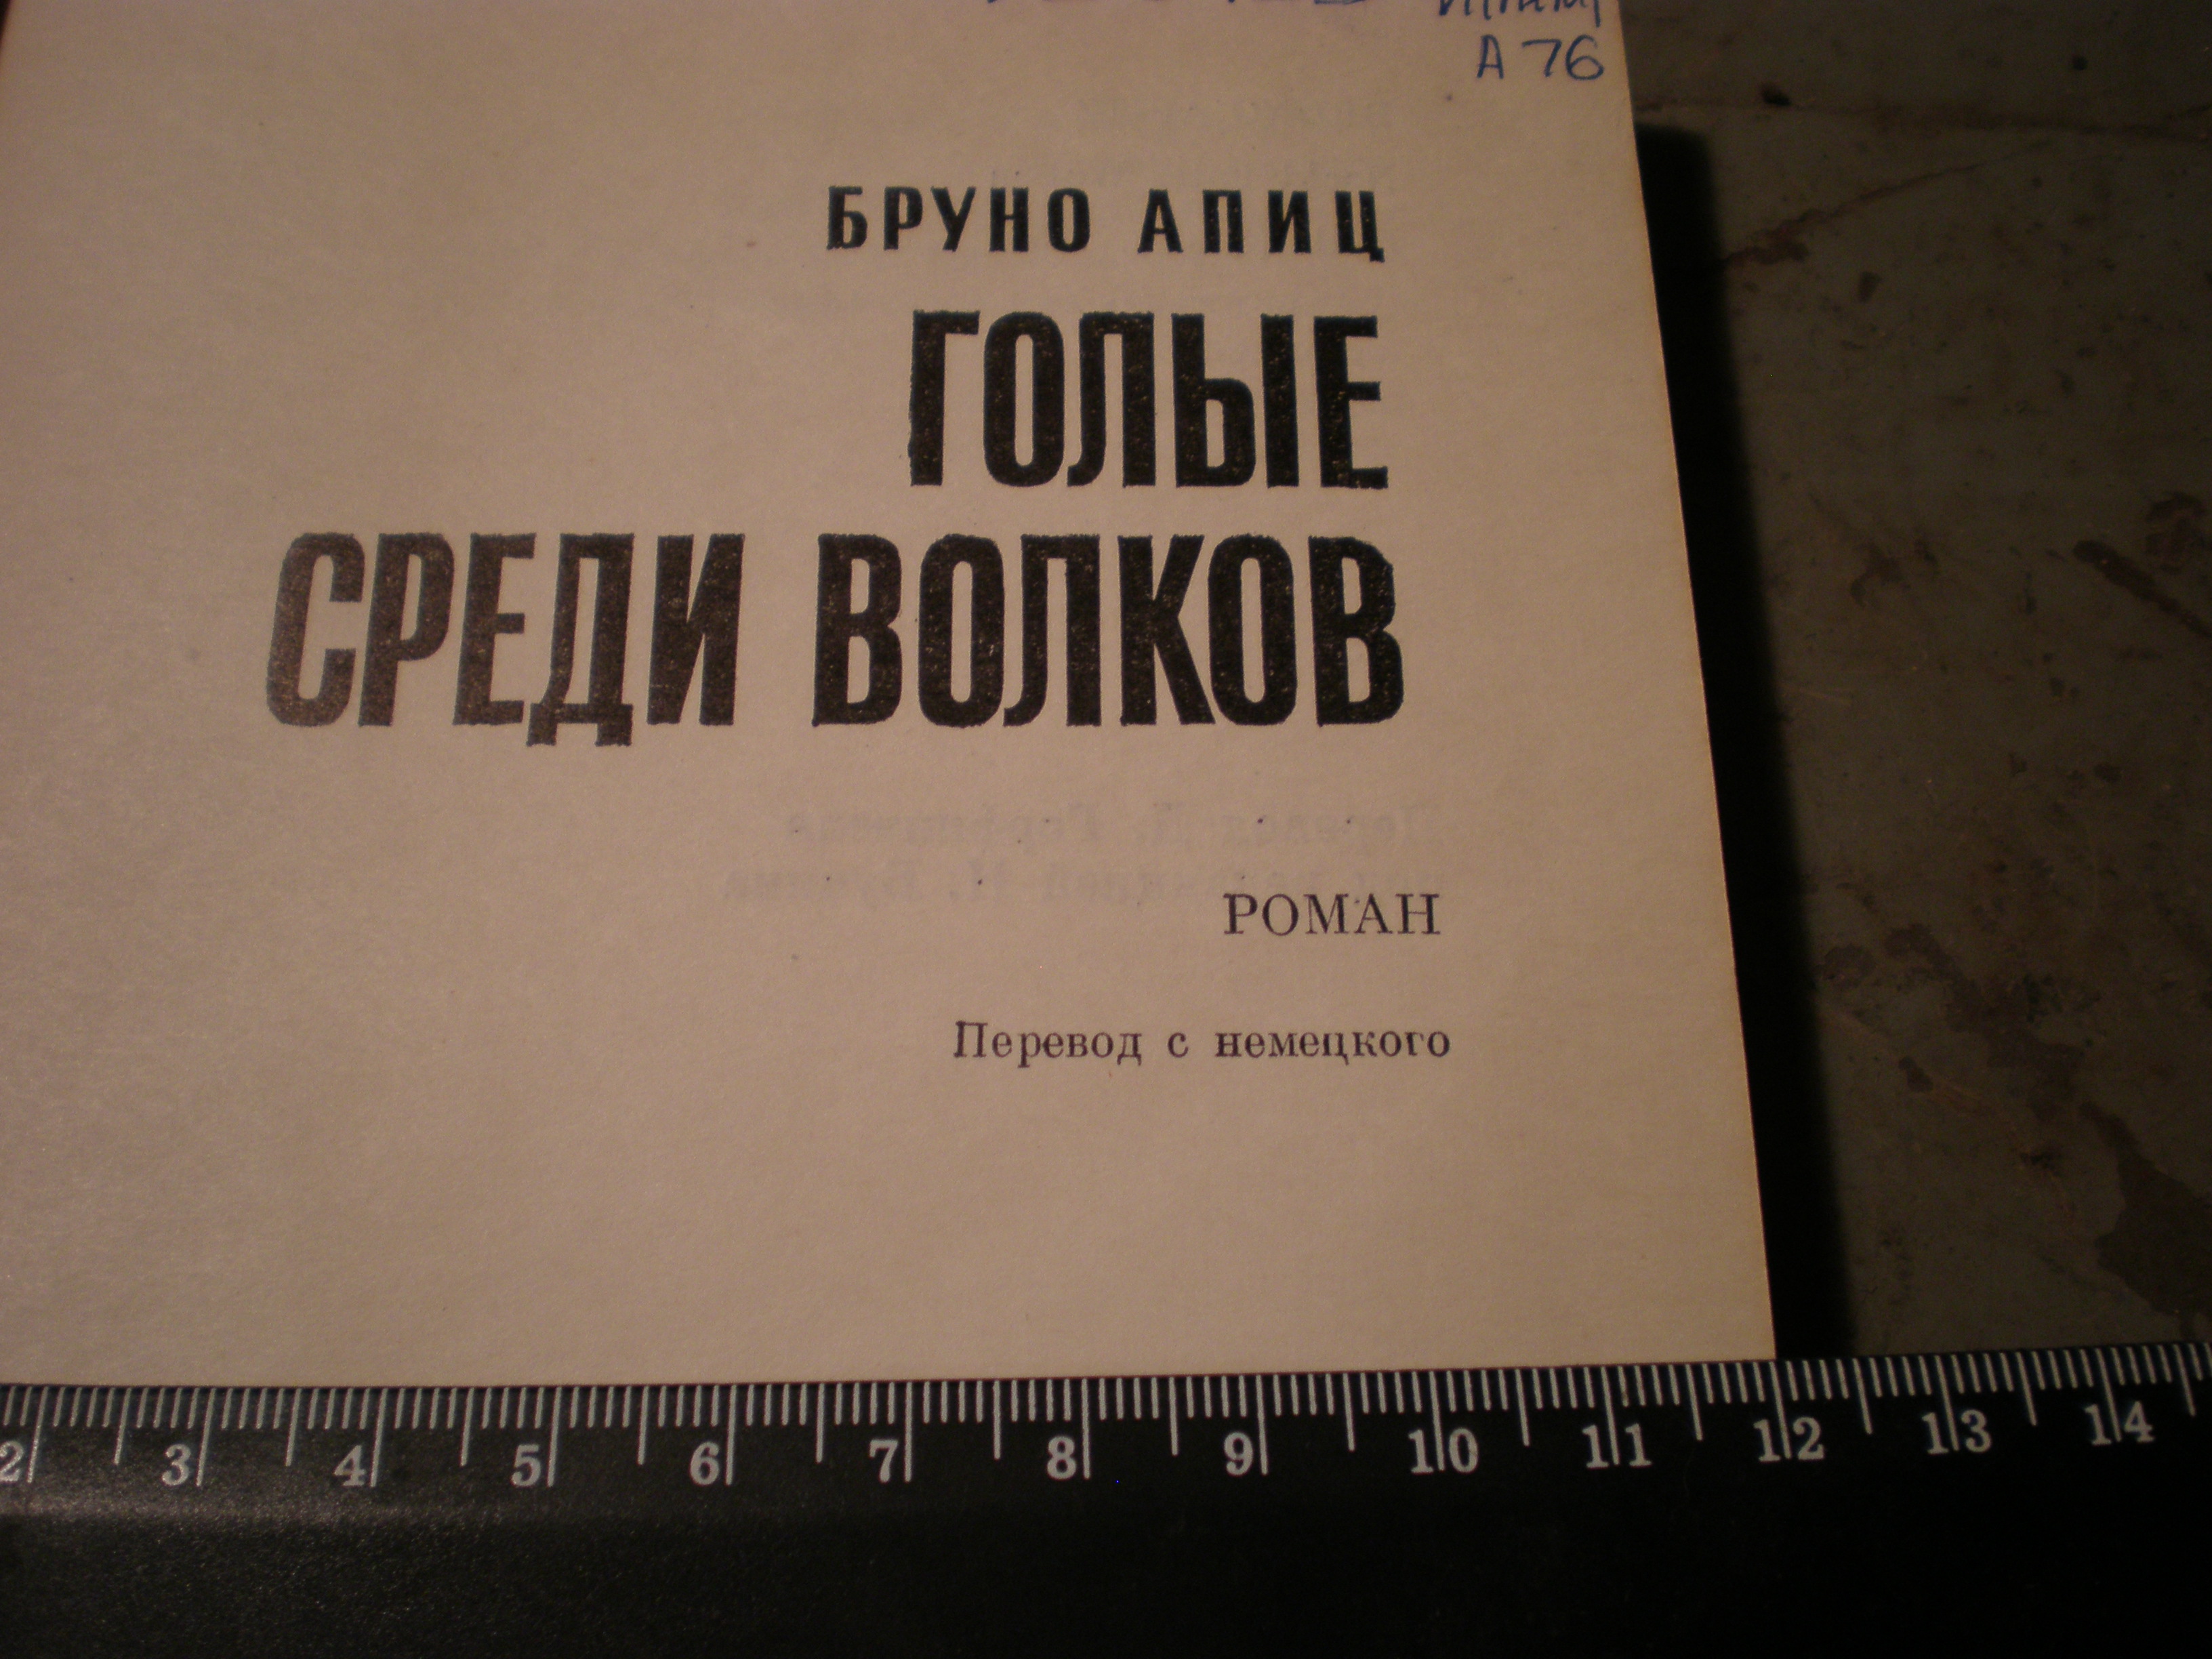 А 76
БРУНО АПИЦ
ГОЛЫЕ
СРЕДИ ВОЛКОВ
РОМАН
Перевод с немецкого
2 3 4 5 6 7 8 9 10 11 12 13 14